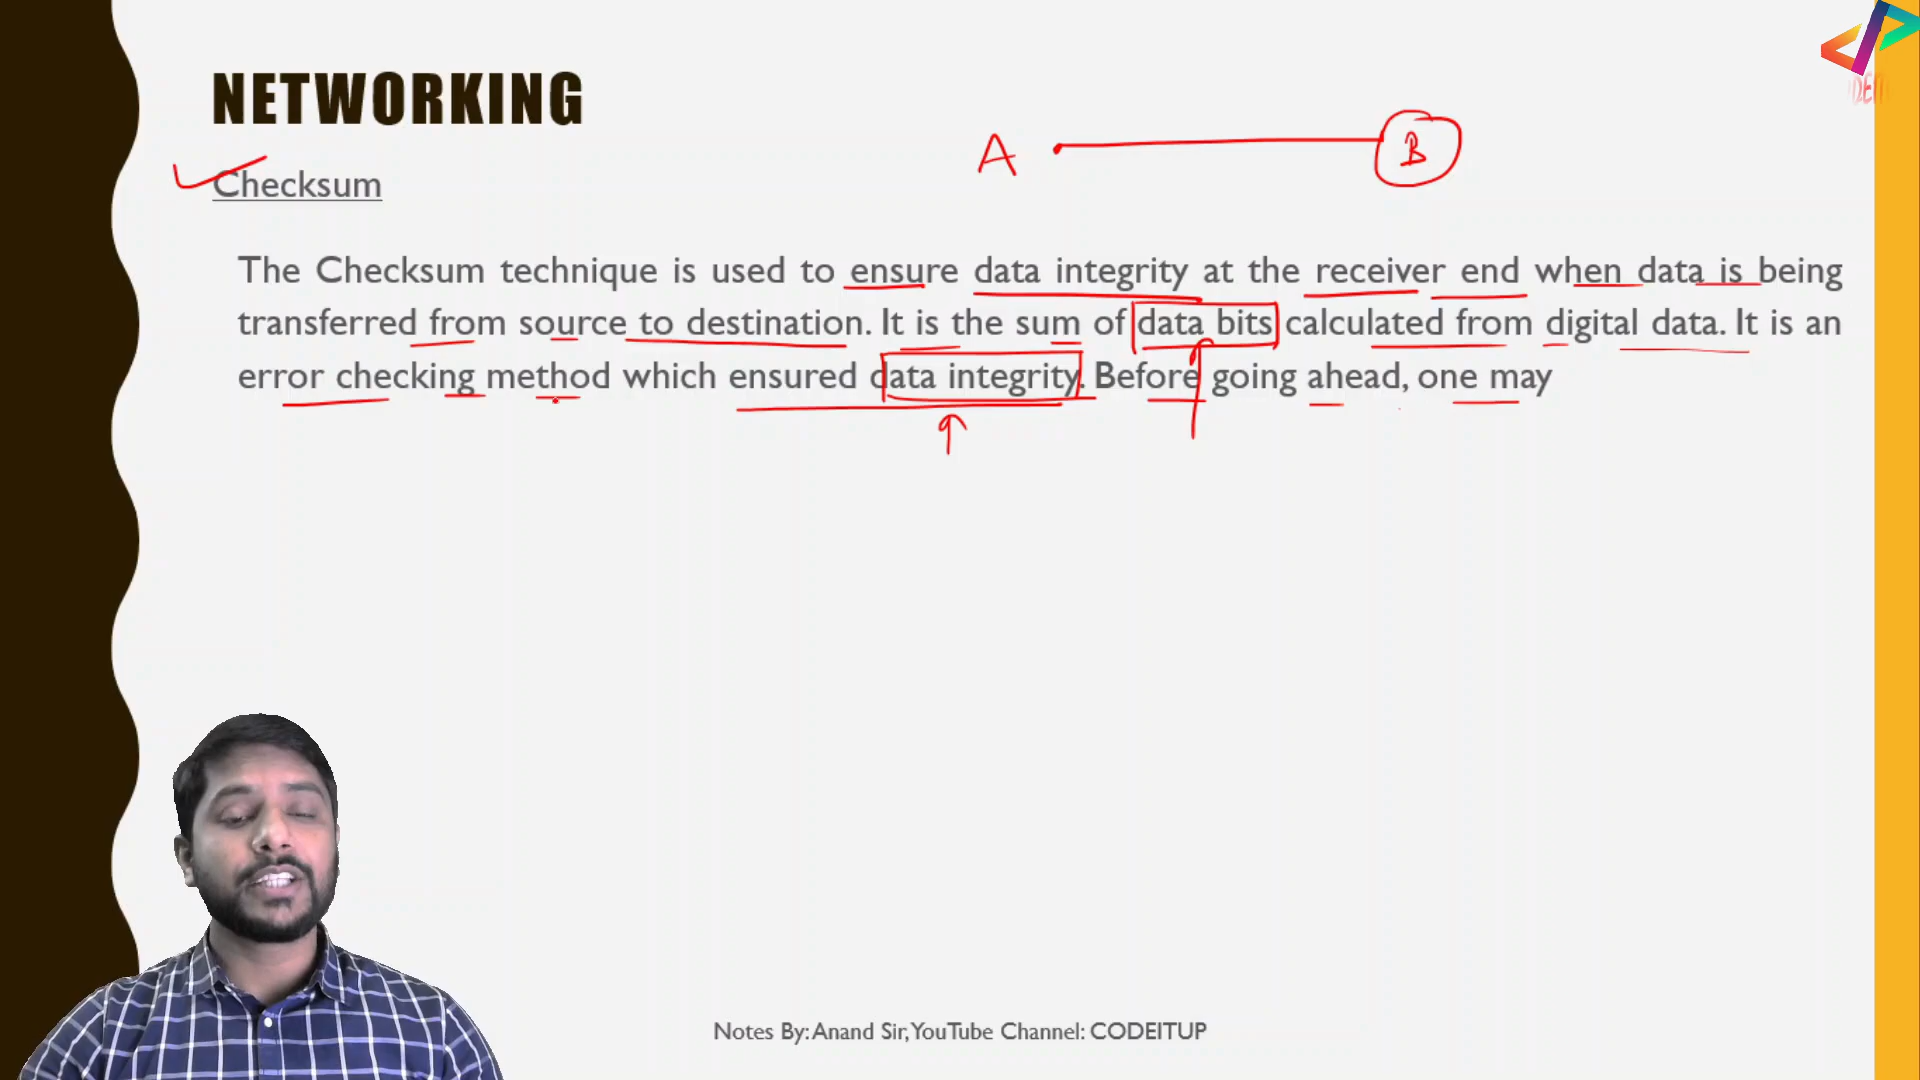 NETWORKING
A
B
Checksum
The Checksum technique is used to ensure data integrity at the receiver end when data is being
transferred from source to destination. It is the sum of data bits calculated from digital data. It is an
error checking method which ensured data integrity. Before going ahead, one may
Notes By: Anand Sir, YouTube Channel: CODEITUP